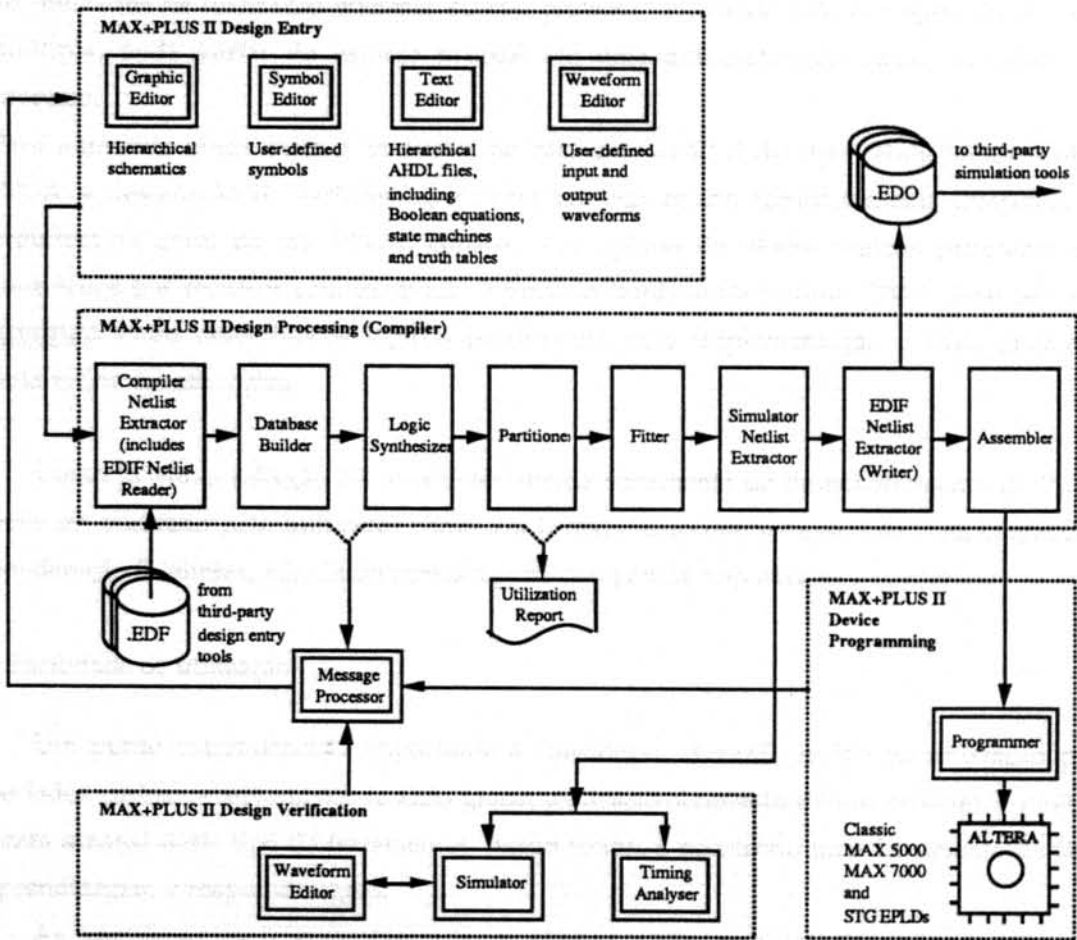 MAX+PLUS II Design Entry
Graphic
Editor
Symbol
Editor
Text
Editor
Waveform
Editor
Hierarchical
schematics
User-defined
symbols
Hierarchical
AHDL files,
including
Boolean equations,
state machines
and truth tables
User-defined
input and
output
waveforms
EDO
to third-party
simulation tools
MAX+PLUS II Design Processing (Compiler)
Compiler
Netlist
Extractor
(includes
EDIF Netlist
Reader)
Database
Builder
Logic
Synthesizer
Partitioner
Fitter
Simulator
Netlist
Extractor
EDIF
Netlist
Extractor
(Writer)
Assembler
.EDF
from
third-party
design entry
tools
Utilization
Report
Message
Processor
MAX+PLUS II
Device
Programming
Programmer
Classic
MAX 5000
MAX 7000
and
STG EPLDs
ALTERA
MAX+PLUS II Design Verification
Waveform
Editor
Simulator
Timing
Analyser